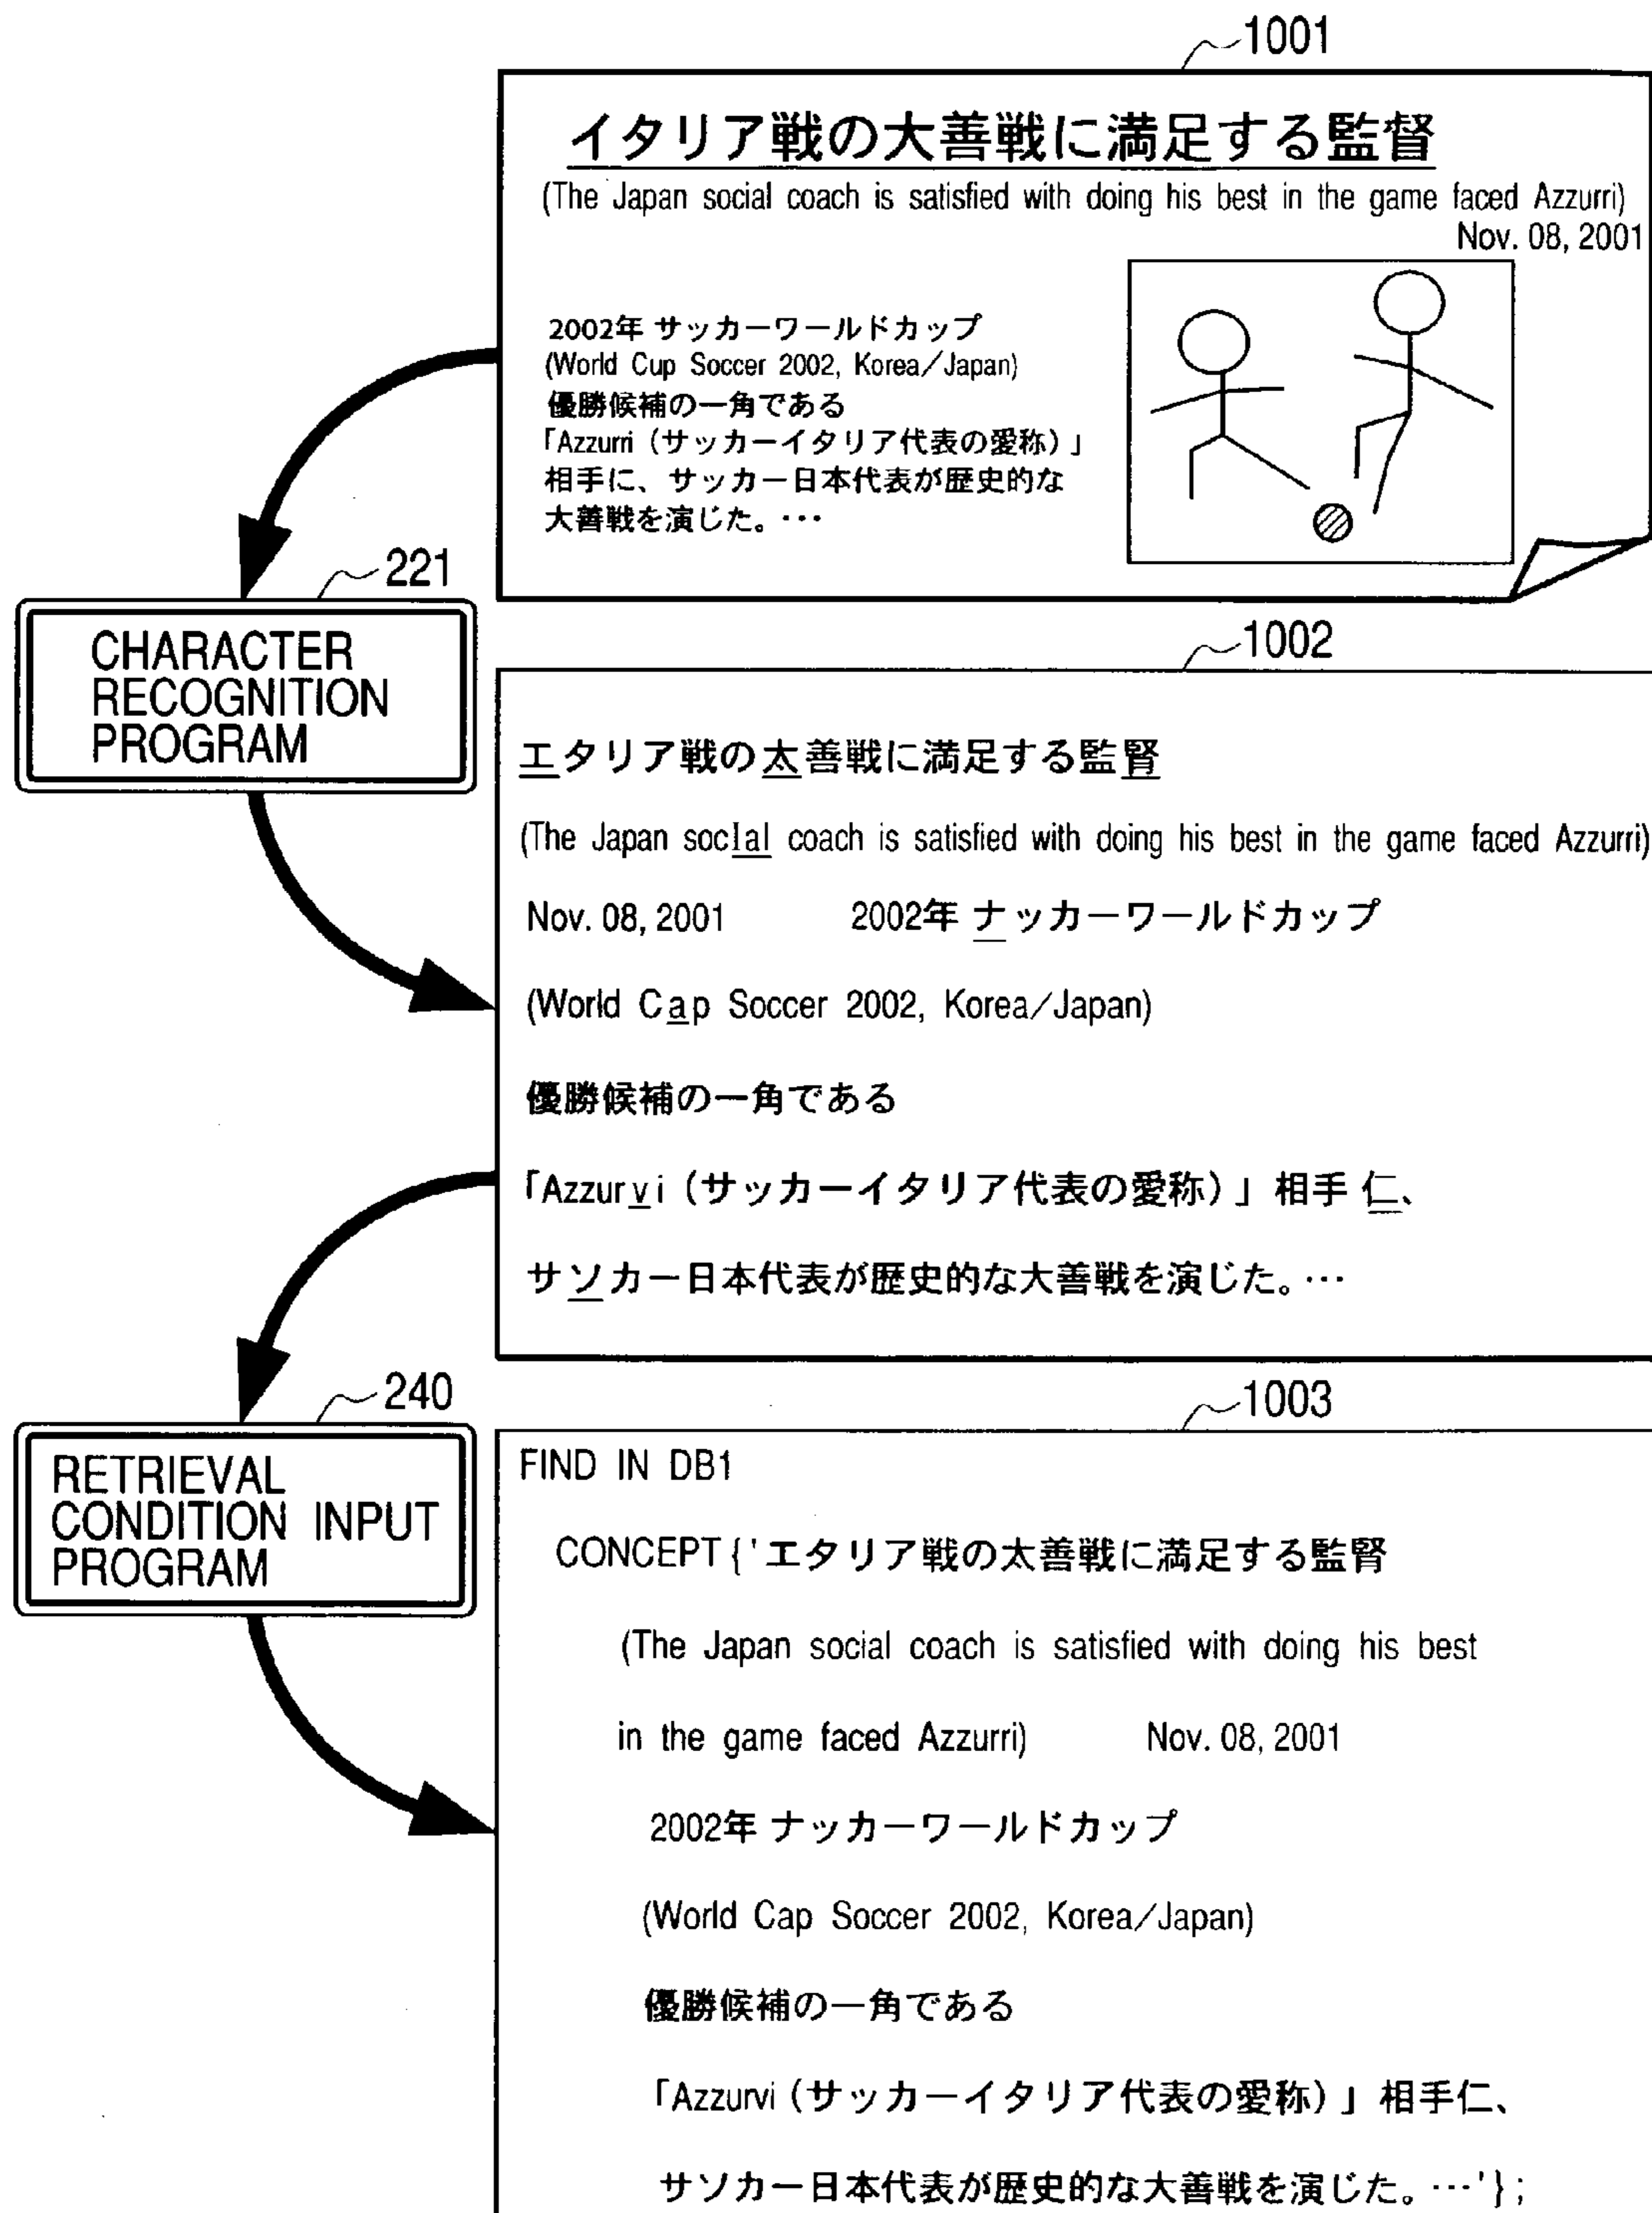 1001
イタリア戦の大善戦に満足する監督
(The Japan social coach is satisfied with doing his best in the game faced Azzurri)
Nov. 08, 2001
2002年 サッカーワールドカップ
(World Cup Soccer 2002, Korea/Japan)
優勝候補の一角である
「Azzurri（サッカーイタリア代表の愛称）」
相手に、サッカー日本代表が歴史的な
大善戦を演じた。…
221
CHARACTER
RECOGNITION
PROGRAM
1002
エタリア戦の太善戦に満足する監腎
(The Japan socIal coach is satisfied with doing his best in the game faced Azzurri)
Nov. 08, 2001 2002年 ナッカーワールドカップ
(World Cap Soccer 2002, Korea/Japan)
優勝候補の一角である
「Azzurvi（サッカーイタリア代表の愛称）」相手仁、
サソカー日本代表が歴史的な大善戦を演じた。…
240
RETRIEVAL
CONDITION INPUT
PROGRAM
1003
FIND IN DB1
CONCEPT{'エタリア戦の太善戦に満足する監腎
(The Japan social coach is satisfied with doing his best
in the game faced Azzurri) Nov. 08, 2001
2002年 ナッカーワールドカップ
(World Cap Soccer 2002, Korea/Japan)
優勝候補の一角である
「Azzurvi（サッカーイタリア代表の愛称）」相手仁、
サソカー日本代表が歴史的な大善戦を演じた。…'};